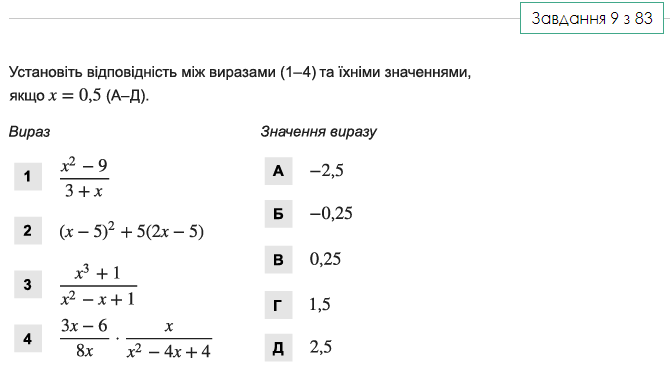 Завдання 9 з 83
Установіть відповідність між виразами (1–4) та їхніми значеннями,
якщо x = 0,5 (А–Д).
Вираз
Значення виразу
1 (x² − 9)/(3 + x)
2 (x − 5)² + 5(2x − 5)
3 (x³ + 1)/(x² − x + 1)
4 (3x − 6)/(8x) · x/(x² − 4x + 4)
А −2,5
Б −0,25
В 0,25
Г 1,5
Д 2,5